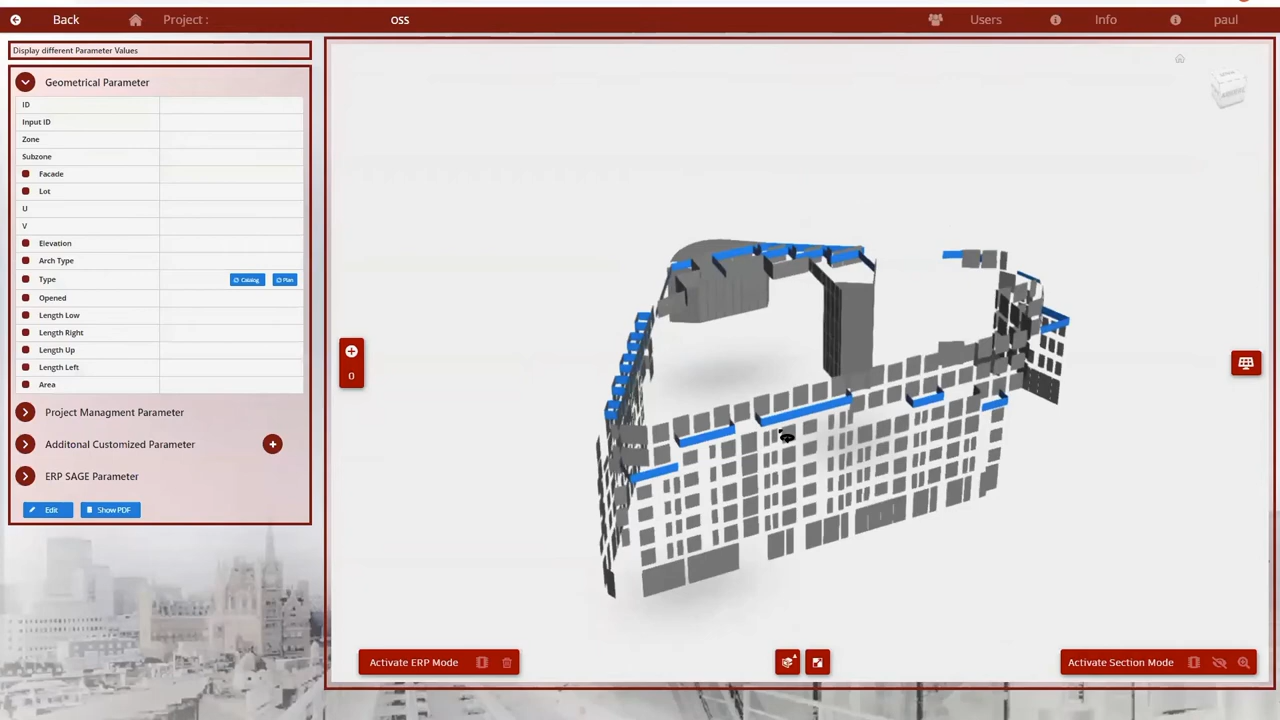 Back
Project :
OSS
Users
Info
paul
Display different Parameter Values
Geometrical Parameter
ID
Input ID
Zone
Subzone
Facade
Lot
U
V
Elevation
Arch Type
Type
Catalog
Plan
Opened
Length Low
Length Right
Length Up
Length Left
Area
Project Managment Parameter
Additonal Customized Parameter
ERP SAGE Parameter
Edit
Show PDF
0
Activate ERP Mode
Activate Section Mode